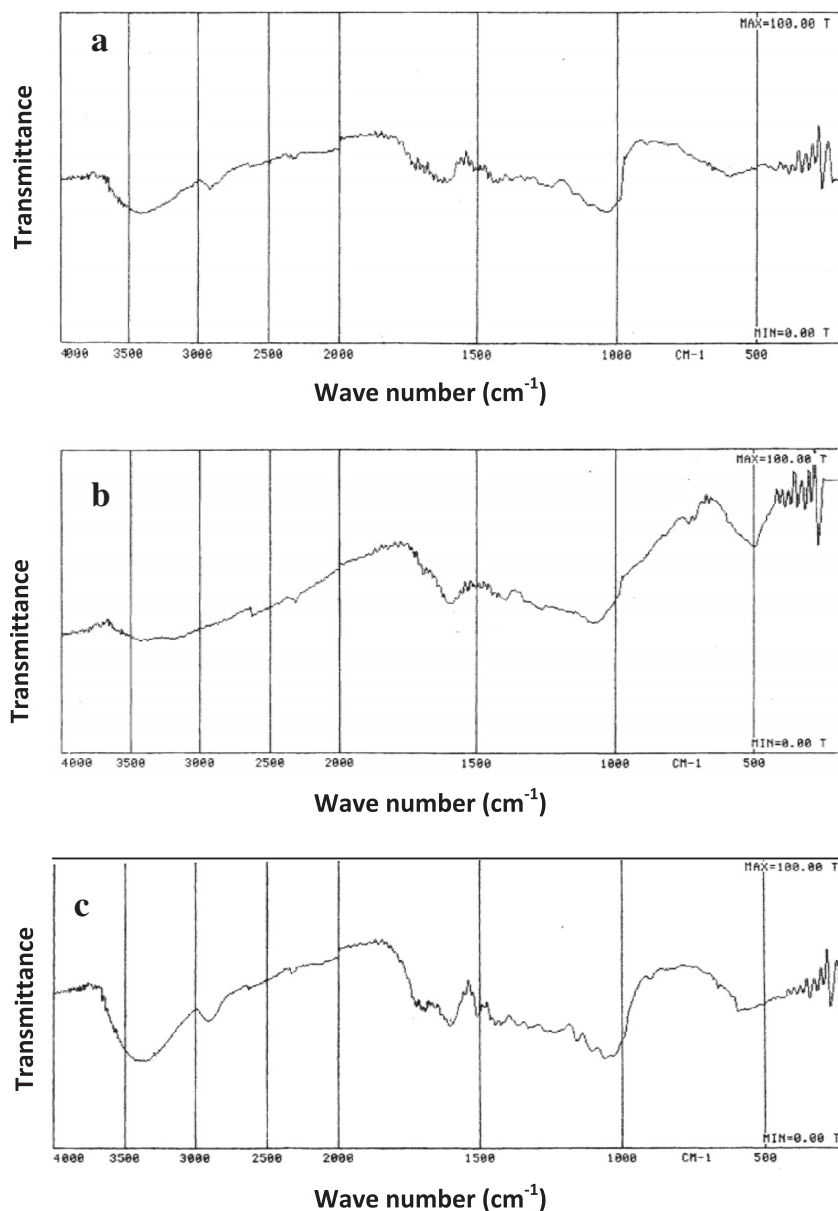 a
MAX=100.00 T
Transmittance
MIN=0.00 T
4000 3500 3000 2500 2000 1500 1000 CM-1 500
Wave number (cm-1)
b
MAX=100.00 T
Transmittance
MIN=0.00 T
4000 3500 3000 2500 2000 1500 1000 CM-1 500
Wave number (cm-1)
c
MAX=100.00 T
Transmittance
MIN=0.00 T
4000 3500 3000 2500 2000 1500 1000 CM-1 500
Wave number (cm-1)